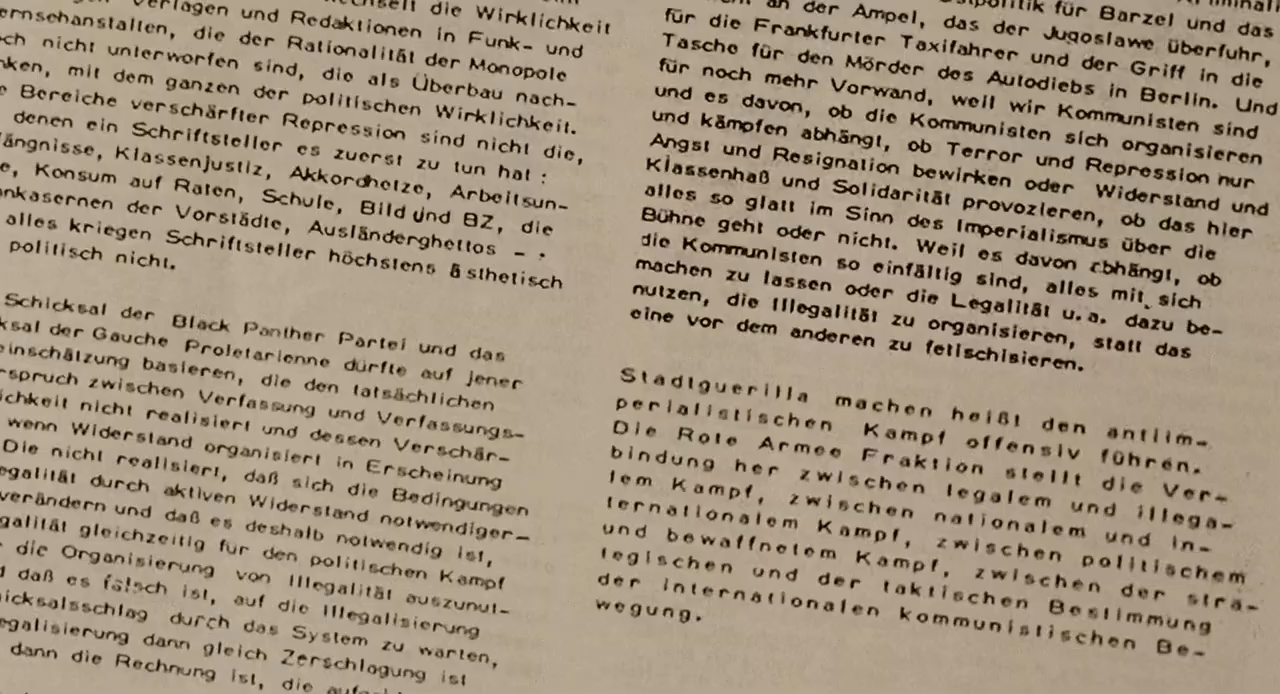 Verlagen und Redaktionen in Funk- und
die Wirklichkeit
ernsehanstalten, die der Rationalität der Monopole
ch nicht unterworfen sind, die als Überbau nach-
ken, mit dem ganzen der politischen Wirklichkeit.
e Bereiche verschärfter Repression sind nicht die,
denen ein Schriftsteller es zuerst zu tun hat :
ängnisse, Klassenjustiz, Akkordhetze, Arbeitsun-
e, Konsum auf Raten, Schule, Bild und BZ, die
nkasernen der Vorstädte, Ausländerghettos – .
alles kriegen Schriftsteller höchstens ästhetisch
politisch nicht.
Schicksal der Black Panther Partei und das
ksal der Gauche Proletarienne dürfte auf jener
einschätzung basieren, die den tatsächlichen
rspruch zwischen Verfassung und Verfassungs-
ichkeit nicht realisiert und dessen Verschär-
wenn Widerstand organisiert in Erscheinung
Die nicht realisiert, daß sich die Bedingungen
egalität durch aktiven Widerstand notwendiger-
verändern und daß es deshalb notwendig ist,
galität gleichzeitig für den politischen Kampf
die Organisierung von Illegalität auszunut-
d daß es falsch ist, auf die Illegalisierung
icksalsschlag durch das System zu warten,
egalisierung dann gleich Zerschlagung ist
dann die Rechnung ist, die
an der Ampel, das der Jugoslawe überfuhr,
für Barzel und das
für die Frankfurter Taxifahrer und der Griff in die
Tasche für den Mörder des Autodiebs in Berlin. Und
für noch mehr Vorwand, weil wir Kommunisten sind
und es davon, ob die Kommunisten sich organisieren
und kämpfen abhängt, ob Terror und Repression nur
Angst und Resignation bewirken oder Widerstand und
Klassenhaß und Solidarität provozieren, ob das hier
alles so glatt im Sinn des Imperialismus über die
Bühne geht oder nicht. Weil es davon abhängt, ob
die Kommunisten so einfältig sind, alles mit sich
machen zu lassen oder die Legalität u.a. dazu be-
nutzen, die Illegalität zu organisieren, statt das
eine vor dem anderen zu fetischisieren.
Stadtguerilla machen heißt den antiim-
perialistischen Kampf offensiv führen.
Die Rote Armee Fraktion stellt die Ver-
bindung her zwischen legalem und illega-
lem Kampf, zwischen nationalem und in-
ternationalem Kampf, zwischen politischem
und bewaffnetem Kampf, zwischen der stra-
tegischen und der taktischen Bestimmung
der internationalen kommunistischen Be-
wegung.